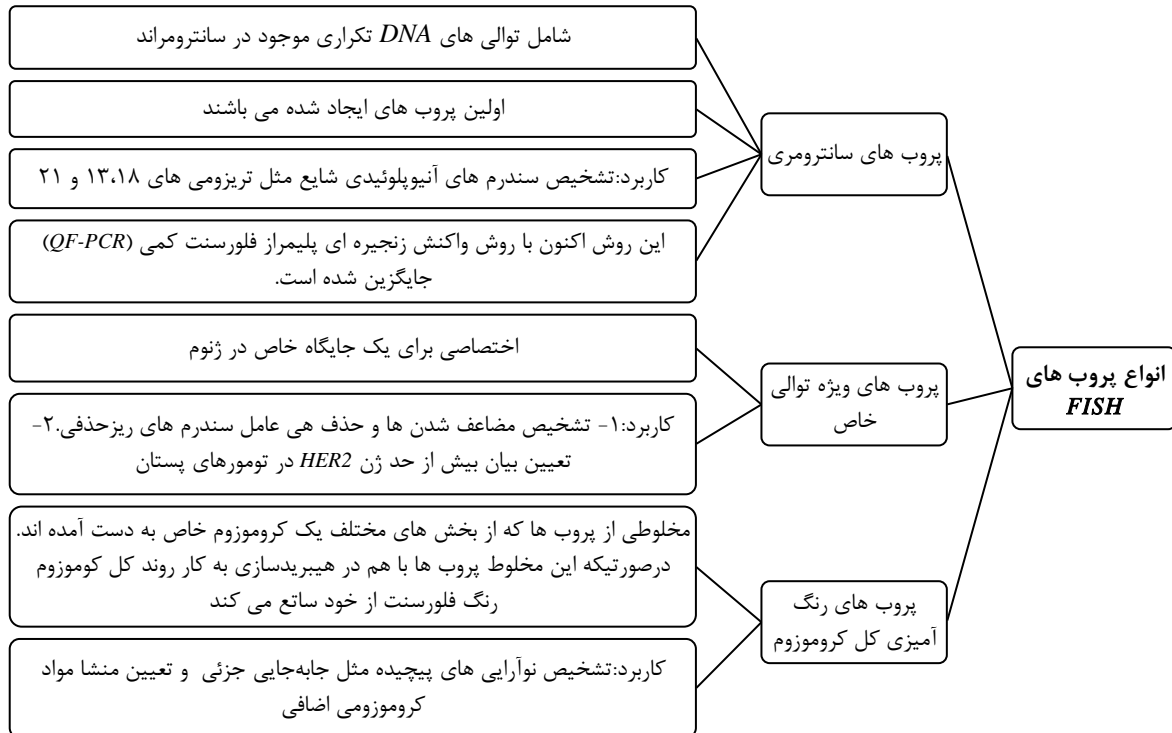 انواع پروب های
FISH
پروب های سانترومری
شامل توالی های DNA تکراری موجود در سانترومراند
اولین پروب های ایجاد شده می باشند
کاربرد:تشخیص سندرم های آنیوپلوئیدی شایع مثل تریزومی های ۱۳،۱۸ و ۲۱
این روش اکنون با روش واکنش زنجیره ای پلیمراز فلورسنت کمی (QF-PCR)
جایگزین شده است.
پروب های ویژه توالی
خاص
اختصاصی برای یک جایگاه خاص در ژنوم
کاربرد:۱- تشخیص مضاعف شدن ها و حذف هی عامل سندرم های ریزحذفی.۲-
تعیین بیان بیش از حد ژن HER2 در تومورهای پستان
پروب های رنگ
آمیزی کل کروموزوم
مخلوطی از پروب ها که از بخش های مختلف یک کروموزوم خاص به دست آمده اند.
درصورتیکه این مخلوط پروب ها با هم در هیبریدسازی به کار روند کل کوموزوم
رنگ فلورسنت از خود ساتع می کند
کاربرد:تشخیص نوآرایی های پیچیده مثل جابه‌جایی جزئی و تعیین منشا مواد
کروموزومی اضافی